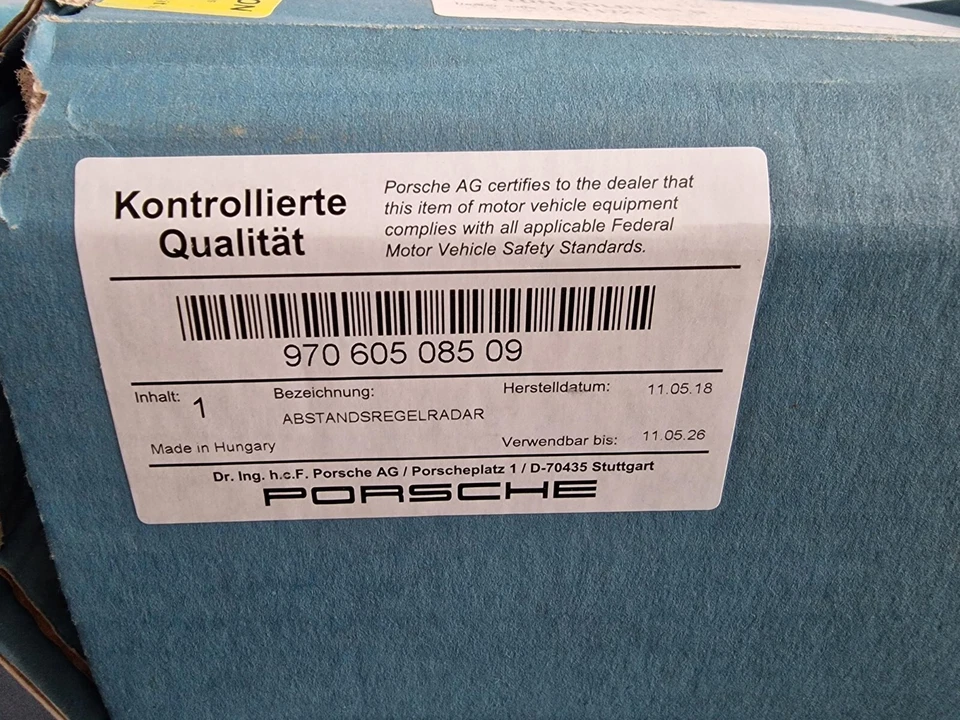 Kontrollierte
Qualität
Porsche AG certifies to the dealer that
this item of motor vehicle equipment
complies with all applicable Federal
Motor Vehicle Safety Standards.
970 605 085 09
Inhalt: 1
Bezeichnung:
ABSTANDSREGELRADAR
Herstelldatum: 11.05.18
Made in Hungary
Verwendbar bis: 11.05.26
Dr. Ing. h.c.F. Porsche AG / Porscheplatz 1 / D-70435 Stuttgart
PORSCHE